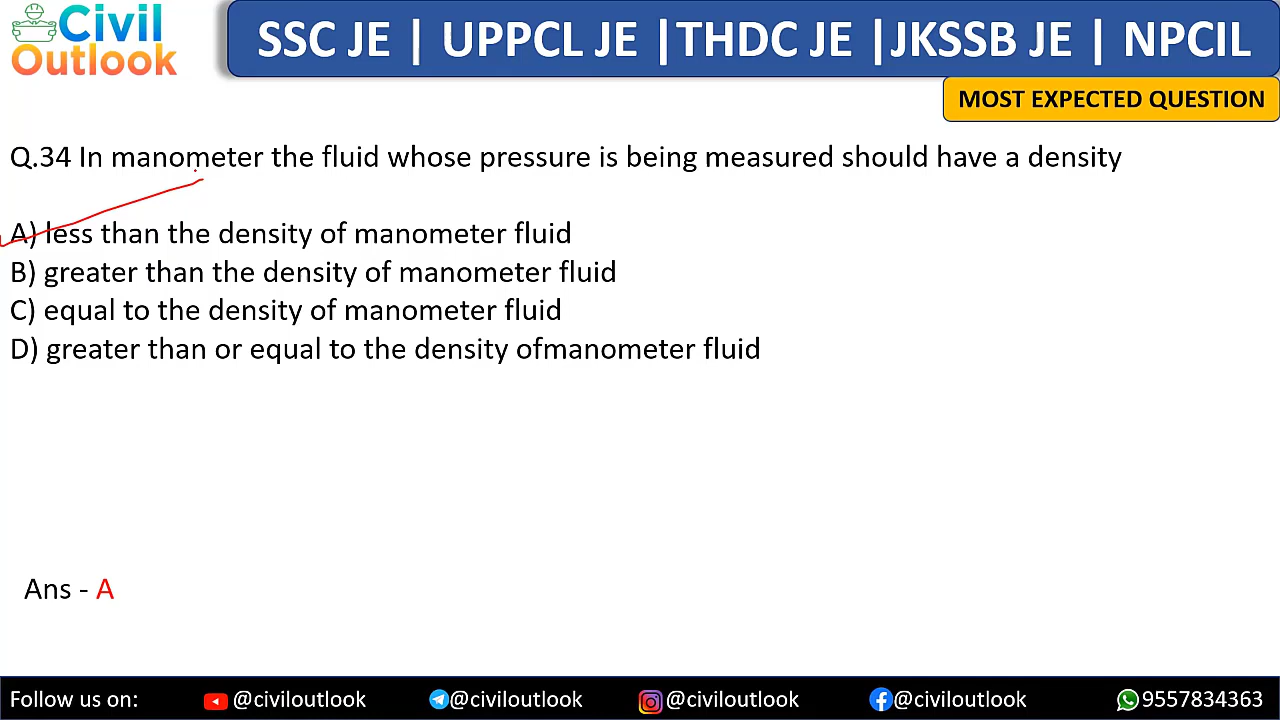 Civil
Outlook
SSC JE | UPPCL JE |THDC JE |JKSSB JE | NPCIL
MOST EXPECTED QUESTION
Q.34 In manometer the fluid whose pressure is being measured should have a density
A) less than the density of manometer fluid
B) greater than the density of manometer fluid
C) equal to the density of manometer fluid
D) greater than or equal to the density ofmanometer fluid
Ans - A
Follow us on: @civiloutlook @civiloutlook @civiloutlook @civiloutlook 9557834363